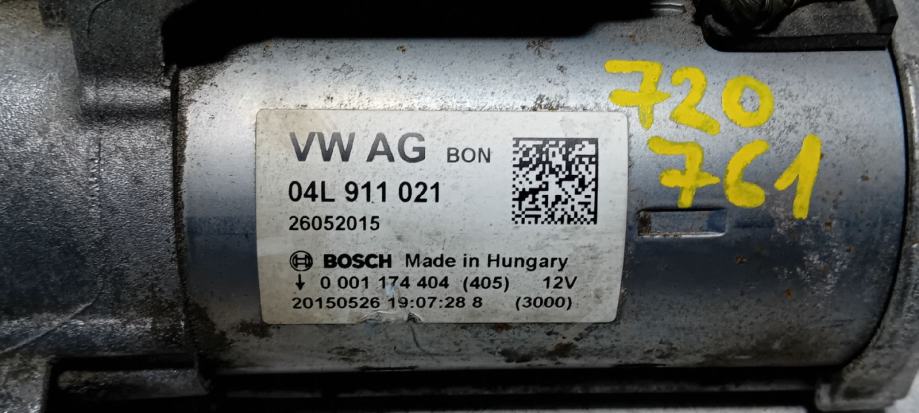 VW AG BON
04L 911 021
26052015
BOSCH Made in Hungary
0 001 174 404 (405) 12V
20150526 19:07:28 8 (3000)
720
761